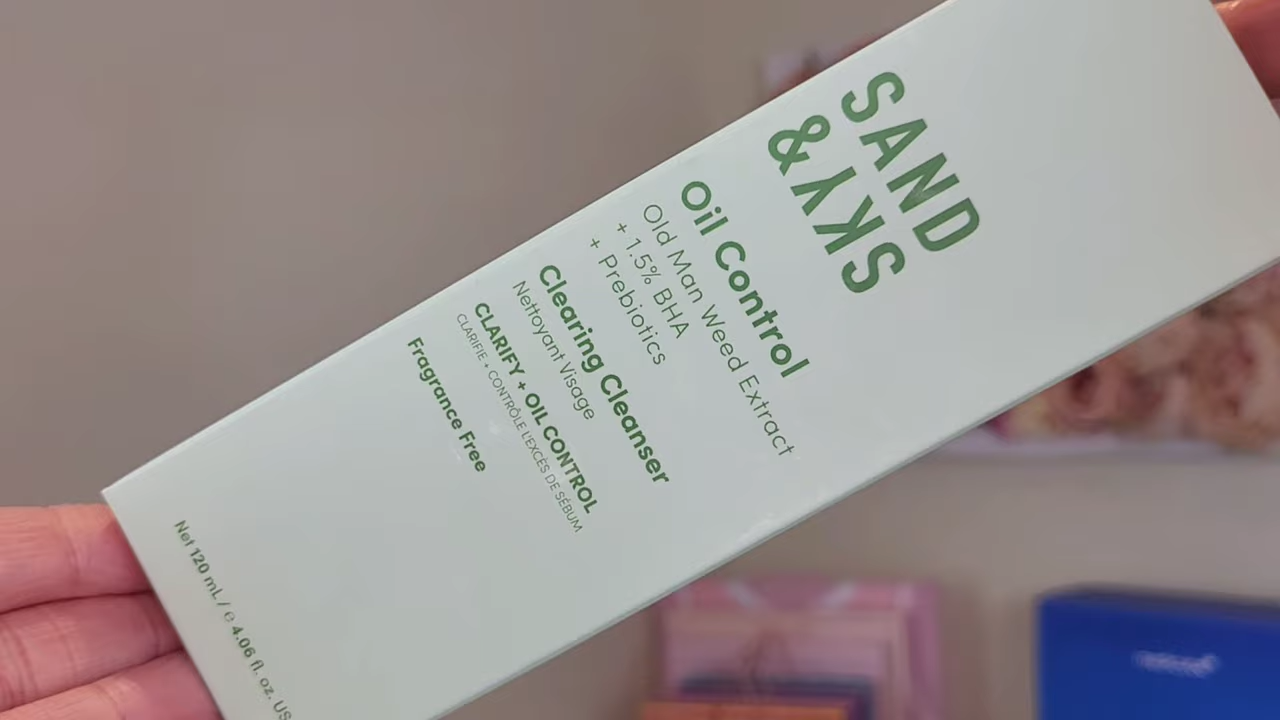 SAND
& SKY
Oil Control
Old Man Weed Extract
+ 1.5% BHA
+ Prebiotics
Clearing Cleanser
Nettoyant Visage
CLARIFY + OIL CONTROL
CLARIFIE + CONTRÔLE L'EXCÈS DE SÉBUM
Fragrance Free
Net 120 mL / ℮ 4.06 fl. oz. US